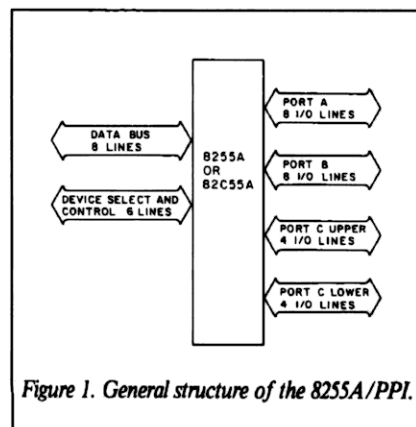 DATA BUS
8 LINES
DEVICE SELECT AND
CONTROL 6 LINES
8255A
OR
82C55A
PORT A
8 I/O LINES
PORT B
8 I/O LINES
PORT C UPPER
4 I/O LINES
PORT C LOWER
4 I/O LINES
Figure 1. General structure of the 8255A/PPI.